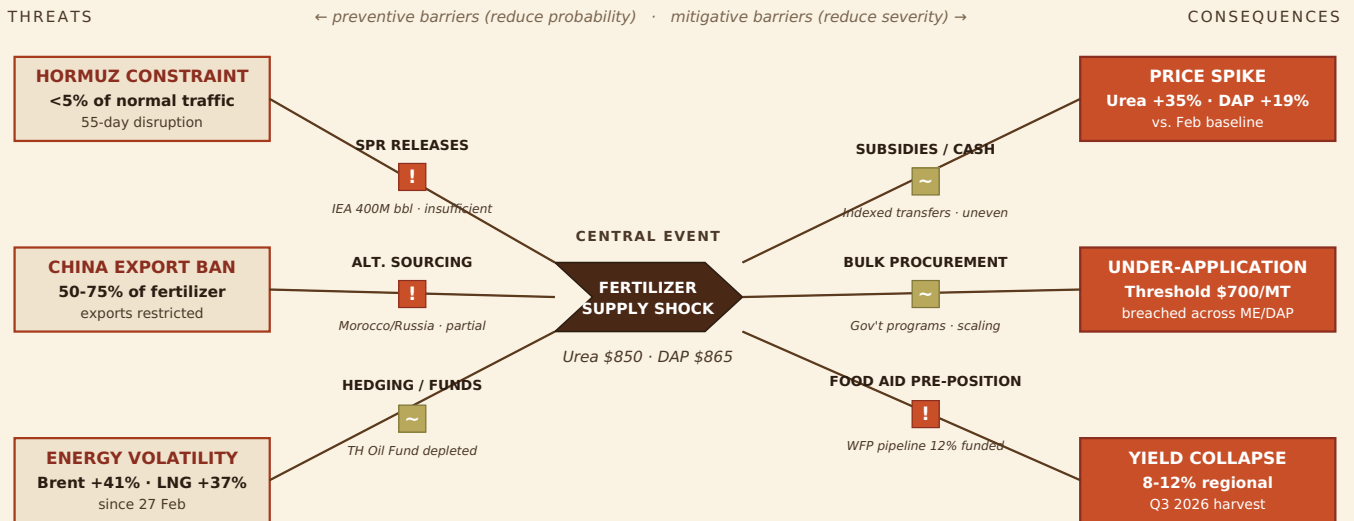 THREATS
← preventive barriers (reduce probability) · mitigative barriers (reduce severity) →
CONSEQUENCES
HORMUZ CONSTRAINT
<5% of normal traffic
55-day disruption
CHINA EXPORT BAN
50-75% of fertilizer
exports restricted
ENERGY VOLATILITY
Brent +41% · LNG +37%
since 27 Feb
SPR RELEASES
!
IEA 400M bbl · insufficient
ALT. SOURCING
!
Morocco/Russia · partial
HEDGING / FUNDS
~
TH Oil Fund depleted
CENTRAL EVENT
FERTILIZER
SUPPLY SHOCK
Urea $850 · DAP $865
SUBSIDIES / CASH
~
Indexed transfers · uneven
BULK PROCUREMENT
~
Gov't programs · scaling
FOOD AID PRE-POSITION
!
WFP pipeline 12% funded
PRICE SPIKE
Urea +35% · DAP +19%
vs. Feb baseline
UNDER-APPLICATION
Threshold $700/MT
breached across ME/DAP
YIELD COLLAPSE
8-12% regional
Q3 2026 harvest